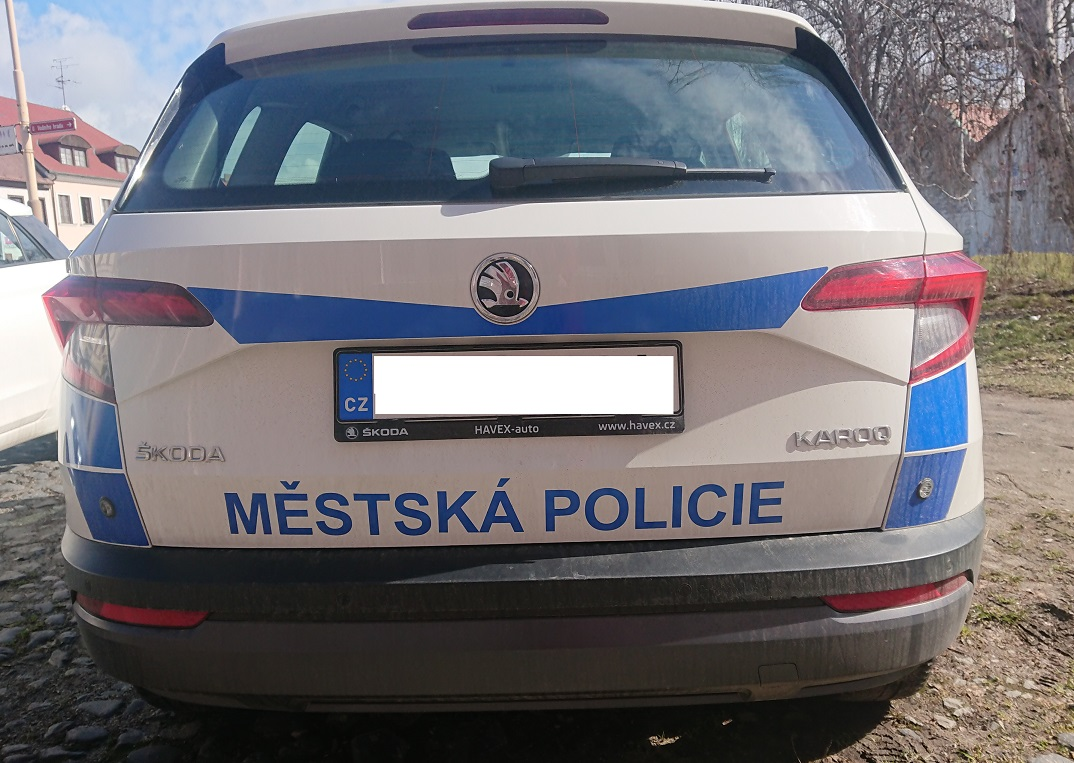 CZ
ŠKODA HAVEX-auto www.havex.cz
ŠKODA KAROQ
MĚSTSKÁ POLICIE